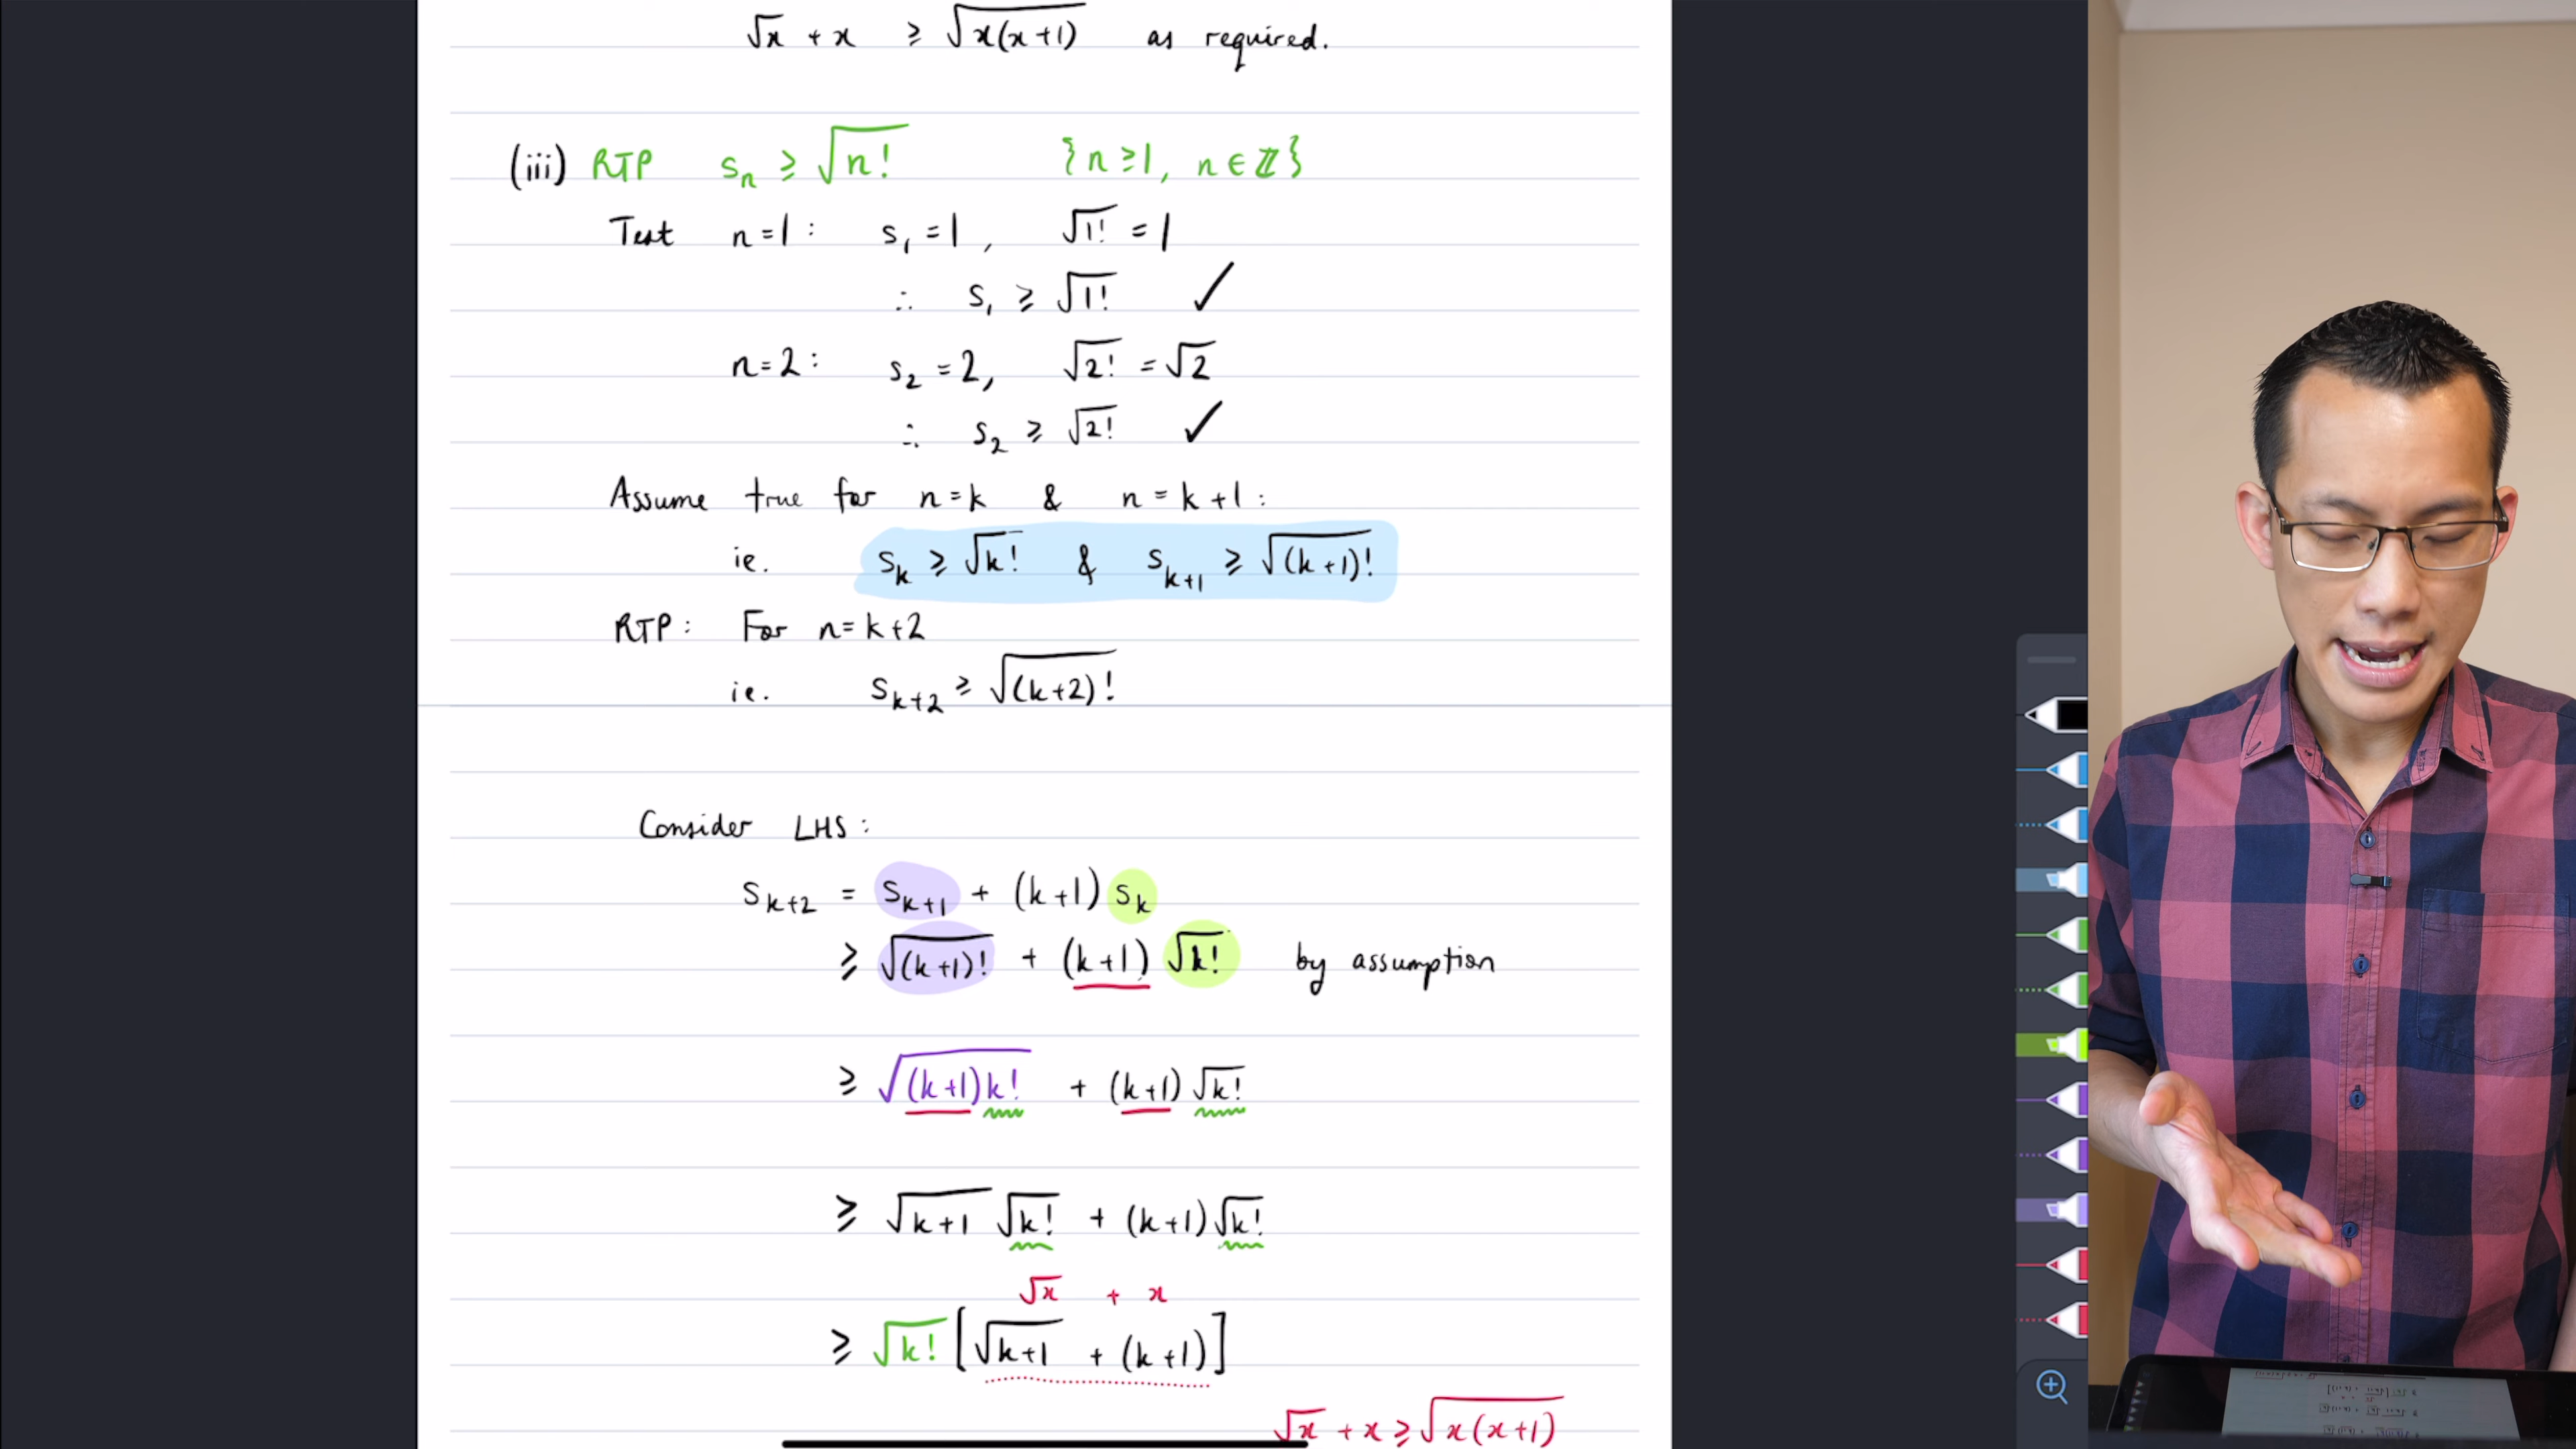 √x + x ≥ √x(x+1) as required.
(iii) RTP sₙ ≥ √n! {n ≥ 1, n ∈ ℤ}
Test n = 1 : s₁ = 1, √1! = 1
∴ s₁ ≥ √1! ✓
n = 2 : s₂ = 2, √2! = √2
∴ s₂ ≥ √2! ✓
Assume true for n = k & n = k+1 :
ie. sₖ ≥ √k! & sₖ₊₁ ≥ √(k+1)!
RTP : For n = k+2
ie. sₖ₊₂ ≥ √(k+2)!
Consider LHS :
sₖ₊₂ = sₖ₊₁ + (k+1) sₖ
≥ √(k+1)! + (k+1) √k! by assumption
≥ √(k+1)k! + (k+1) √k!
≥ √k+1 √k! + (k+1) √k!
√x + x
≥ √k! [√k+1 + (k+1)]
√x + x ≥ √x(x+1)